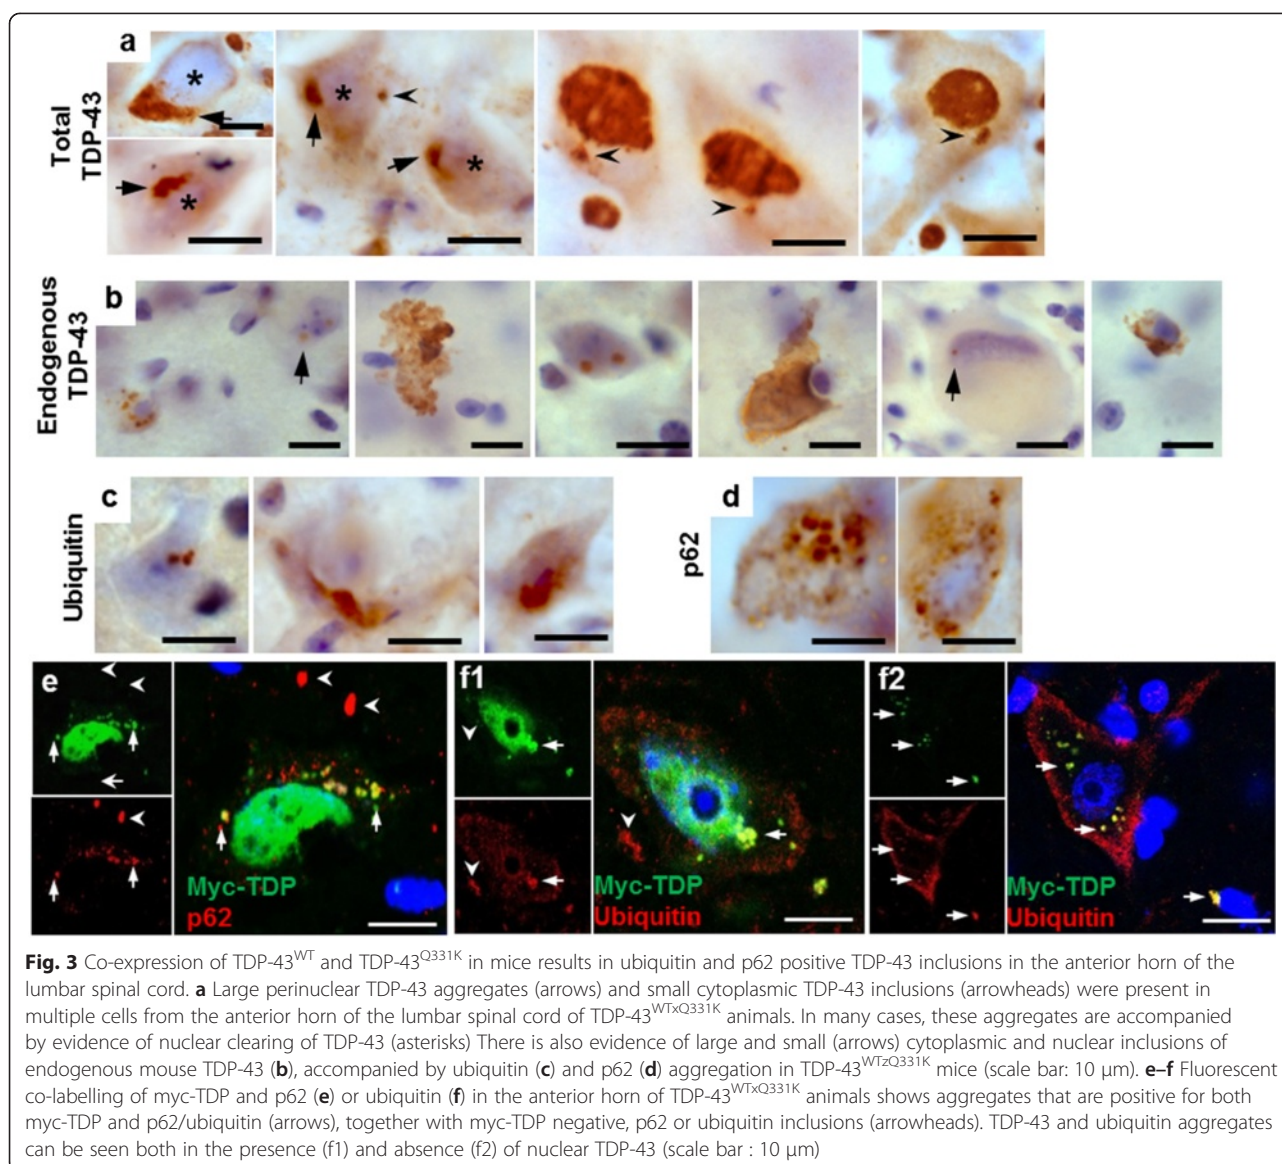 a
Total
TDP-43
*
*
*
*
b
Endogenous
TDP-43
c
Ubiquitin
d
p62
e
Myc-TDP
p62
f1
Myc-TDP
Ubiquitin
f2
Myc-TDP
Ubiquitin
Fig. 3 Co-expression of TDP-43WT and TDP-43Q331K in mice results in ubiquitin and p62 positive TDP-43 inclusions in the anterior horn of the
lumbar spinal cord. a Large perinuclear TDP-43 aggregates (arrows) and small cytoplasmic TDP-43 inclusions (arrowheads) were present in
multiple cells from the anterior horn of the lumbar spinal cord of TDP-43WTxQ331K animals. In many cases, these aggregates are accompanied
by evidence of nuclear clearing of TDP-43 (asterisks) There is also evidence of large and small (arrows) cytoplasmic and nuclear inclusions of
endogenous mouse TDP-43 (b), accompanied by ubiquitin (c) and p62 (d) aggregation in TDP-43WTzQ331K mice (scale bar: 10 μm). e–f Fluorescent
co-labelling of myc-TDP and p62 (e) or ubiquitin (f) in the anterior horn of TDP-43WTxQ331K animals shows aggregates that are positive for both
myc-TDP and p62/ubiquitin (arrows), together with myc-TDP negative, p62 or ubiquitin inclusions (arrowheads). TDP-43 and ubiquitin aggregates
can be seen both in the presence (f1) and absence (f2) of nuclear TDP-43 (scale bar : 10 μm)